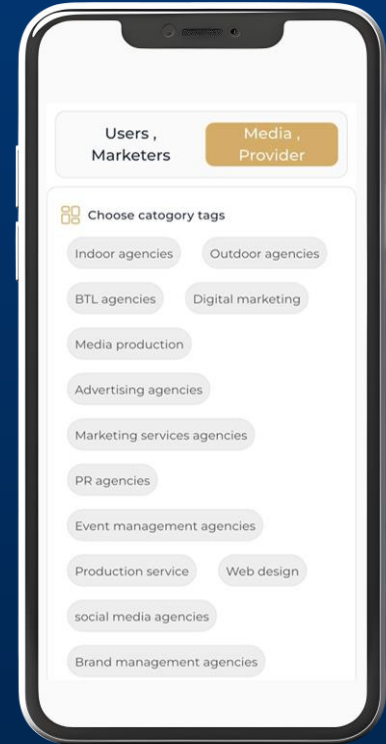 Users ,
Marketers
Media ,
Provider
Choose catogory tags
Indoor agencies
Outdoor agencies
BTL agencies
Digital marketing
Media production
Advertising agencies
Marketing services agencies
PR agencies
Event management agencies
Production service
Web design
social media agencies
Brand management agencies